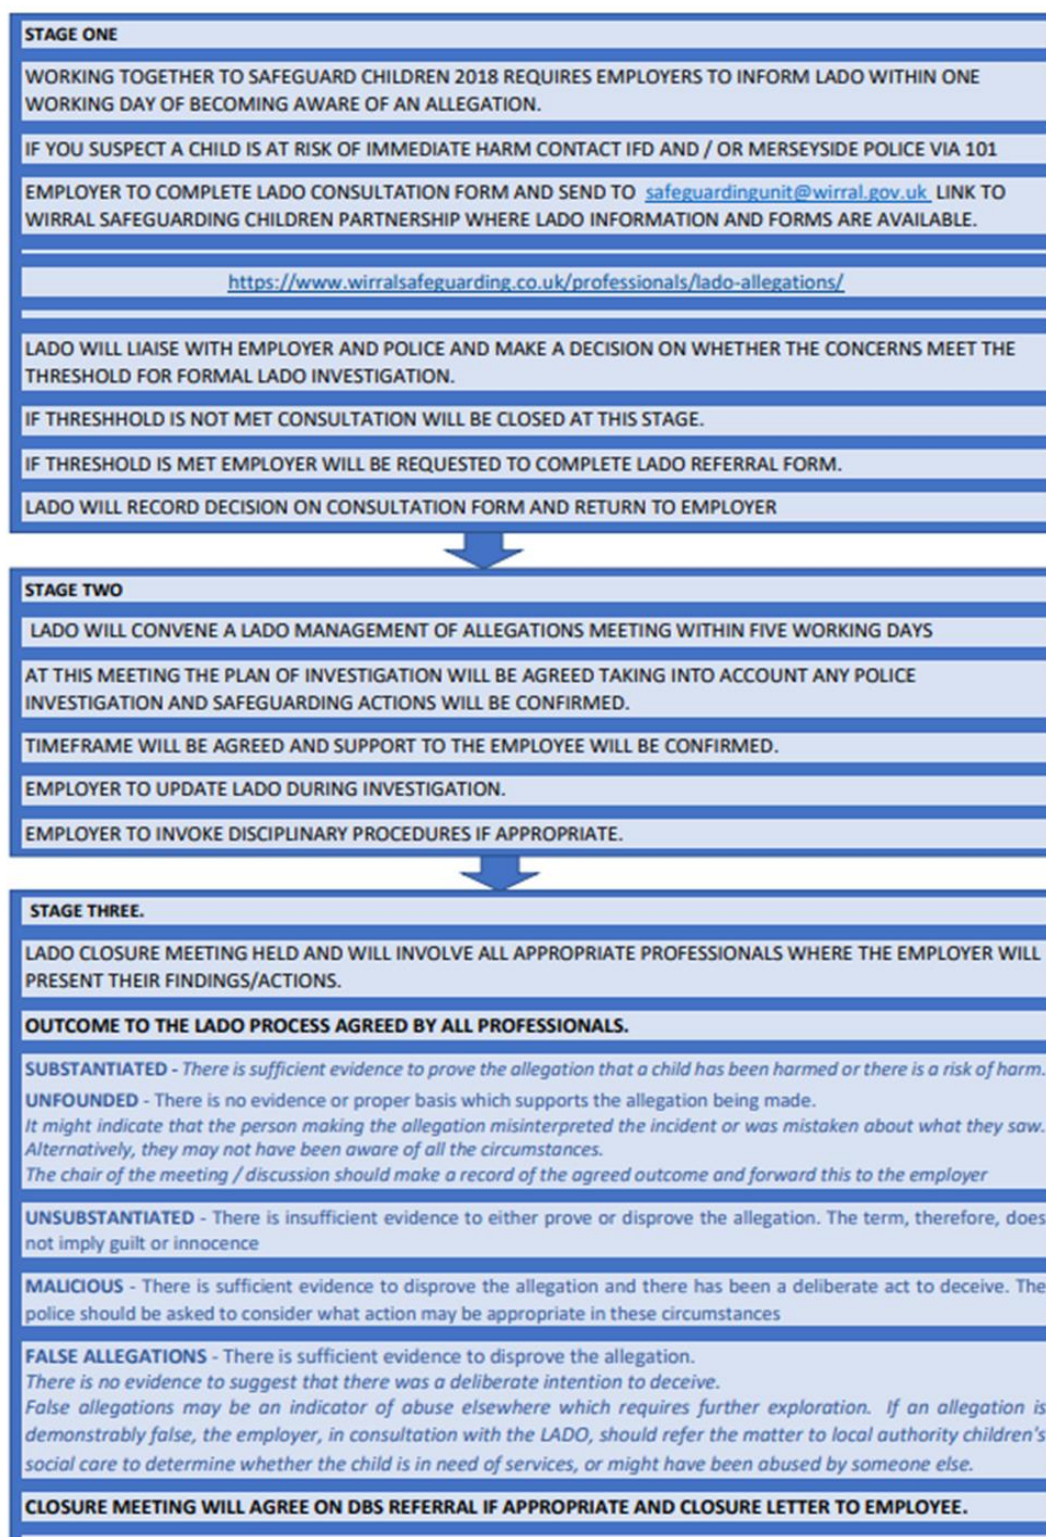 STAGE ONE
WORKING TOGETHER TO SAFEGUARD CHILDREN 2018 REQUIRES EMPLOYERS TO INFORM LADO WITHIN ONE
WORKING DAY OF BECOMING AWARE OF AN ALLEGATION.
IF YOU SUSPECT A CHILD IS AT RISK OF IMMEDIATE HARM CONTACT IFD AND / OR MERSEYSIDE POLICE VIA 101
EMPLOYER TO COMPLETE LADO CONSULTATION FORM AND SEND TO safeguardingunit@wirral.gov.uk LINK TO
WIRRAL SAFEGUARDING CHILDREN PARTNERSHIP WHERE LADO INFORMATION AND FORMS ARE AVAILABLE.
https://www.wirralsafeguarding.co.uk/professionals/lado-allegations/
LADO WILL LIAISE WITH EMPLOYER AND POLICE AND MAKE A DECISION ON WHETHER THE CONCERNS MEET THE
THRESHOLD FOR FORMAL LADO INVESTIGATION.
IF THRESHHOLD IS NOT MET CONSULTATION WILL BE CLOSED AT THIS STAGE.
IF THRESHOLD IS MET EMPLOYER WILL BE REQUESTED TO COMPLETE LADO REFERRAL FORM.
LADO WILL RECORD DECISION ON CONSULTATION FORM AND RETURN TO EMPLOYER
STAGE TWO
LADO WILL CONVENE A LADO MANAGEMENT OF ALLEGATIONS MEETING WITHIN FIVE WORKING DAYS
AT THIS MEETING THE PLAN OF INVESTIGATION WILL BE AGREED TAKING INTO ACCOUNT ANY POLICE
INVESTIGATION AND SAFEGUARDING ACTIONS WILL BE CONFIRMED.
TIMEFRAME WILL BE AGREED AND SUPPORT TO THE EMPLOYEE WILL BE CONFIRMED.
EMPLOYER TO UPDATE LADO DURING INVESTIGATION.
EMPLOYER TO INVOKE DISCIPLINARY PROCEDURES IF APPROPRIATE.
STAGE THREE.
LADO CLOSURE MEETING HELD AND WILL INVOLVE ALL APPROPRIATE PROFESSIONALS WHERE THE EMPLOYER WILL
PRESENT THEIR FINDINGS/ACTIONS.
OUTCOME TO THE LADO PROCESS AGREED BY ALL PROFESSIONALS.
SUBSTANTIATED - There is sufficient evidence to prove the allegation that a child has been harmed or there is a risk of harm.
UNFOUNDED - There is no evidence or proper basis which supports the allegation being made.
It might indicate that the person making the allegation misinterpreted the incident or was mistaken about what they saw.
Alternatively, they may not have been aware of all the circumstances.
The chair of the meeting / discussion should make a record of the agreed outcome and forward this to the employer
UNSUBSTANTIATED - There is insufficient evidence to either prove or disprove the allegation. The term, therefore, does
not imply guilt or innocence
MALICIOUS - There is sufficient evidence to disprove the allegation and there has been a deliberate act to deceive. The
police should be asked to consider what action may be appropriate in these circumstances
FALSE ALLEGATIONS - There is sufficient evidence to disprove the allegation.
There is no evidence to suggest that there was a deliberate intention to deceive.
False allegations may be an indicator of abuse elsewhere which requires further exploration. If an allegation is
demonstrably false, the employer, in consultation with the LADO, should refer the matter to local authority children's
social care to determine whether the child is in need of services, or might have been abused by someone else.
CLOSURE MEETING WILL AGREE ON DBS REFERRAL IF APPROPRIATE AND CLOSURE LETTER TO EMPLOYEE.